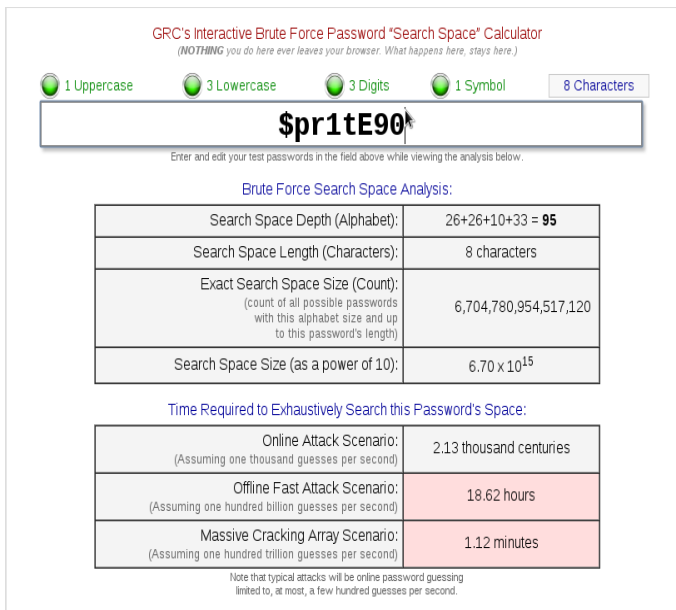 GRC's Interactive Brute Force Password “Search Space” Calculator
(NOTHING you do here ever leaves your browser. What happens here, stays here.)
1 Uppercase 3 Lowercase 3 Digits 1 Symbol 8 Characters
$pr1tE90
Enter and edit your test passwords in the field above while viewing the analysis below.
Brute Force Search Space Analysis:
Search Space Depth (Alphabet): 26+26+10+33 = 95
Search Space Length (Characters): 8 characters
Exact Search Space Size (Count):
(count of all possible passwords
with this alphabet size and up
to this password's length)
6,704,780,954,517,120
Search Space Size (as a power of 10): 6.70 x 10^15
Time Required to Exhaustively Search this Password's Space:
Online Attack Scenario:
(Assuming one thousand guesses per second)
2.13 thousand centuries
Offline Fast Attack Scenario:
(Assuming one hundred billion guesses per second)
18.62 hours
Massive Cracking Array Scenario:
(Assuming one hundred trillion guesses per second)
1.12 minutes
Note that typical attacks will be online password guessing
limited to, at most, a few hundred guesses per second.